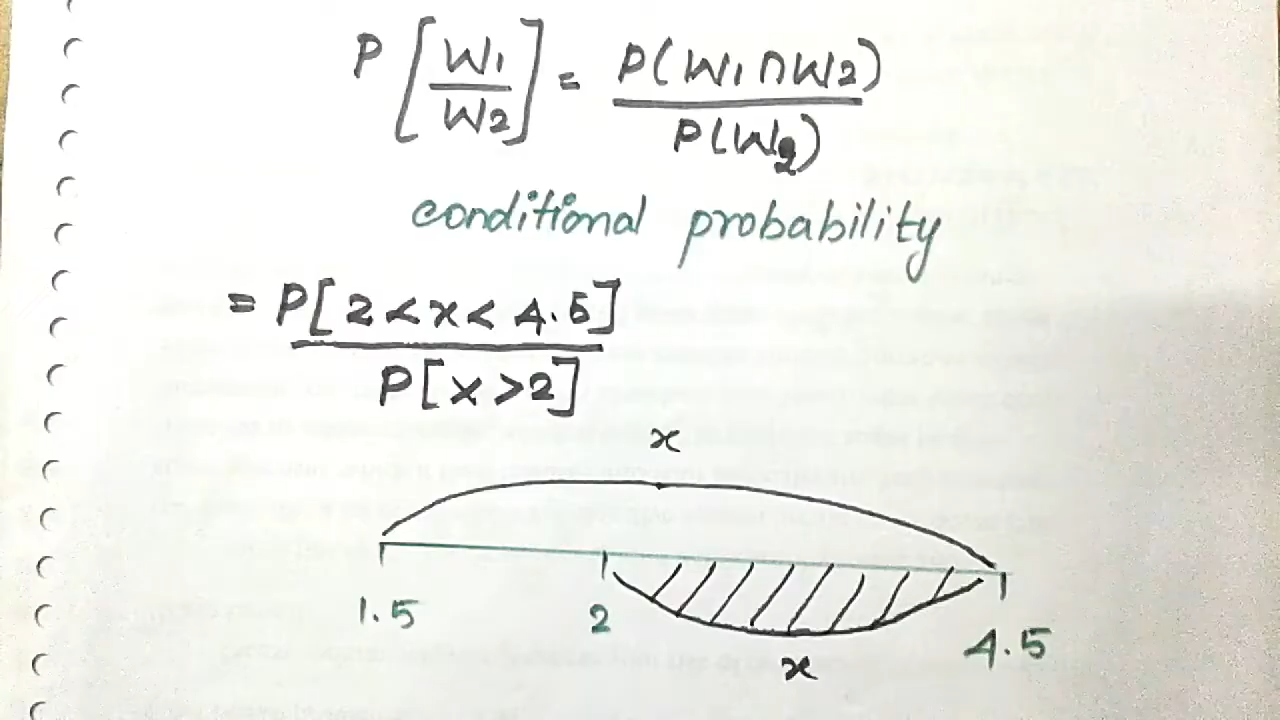 P [ W1 / W2 ] = P(W1 ∩ W2) / P(W2)
conditional probability
= P[2 < x < 4.5] / P[x > 2]
x
1.5 2 4.5
x